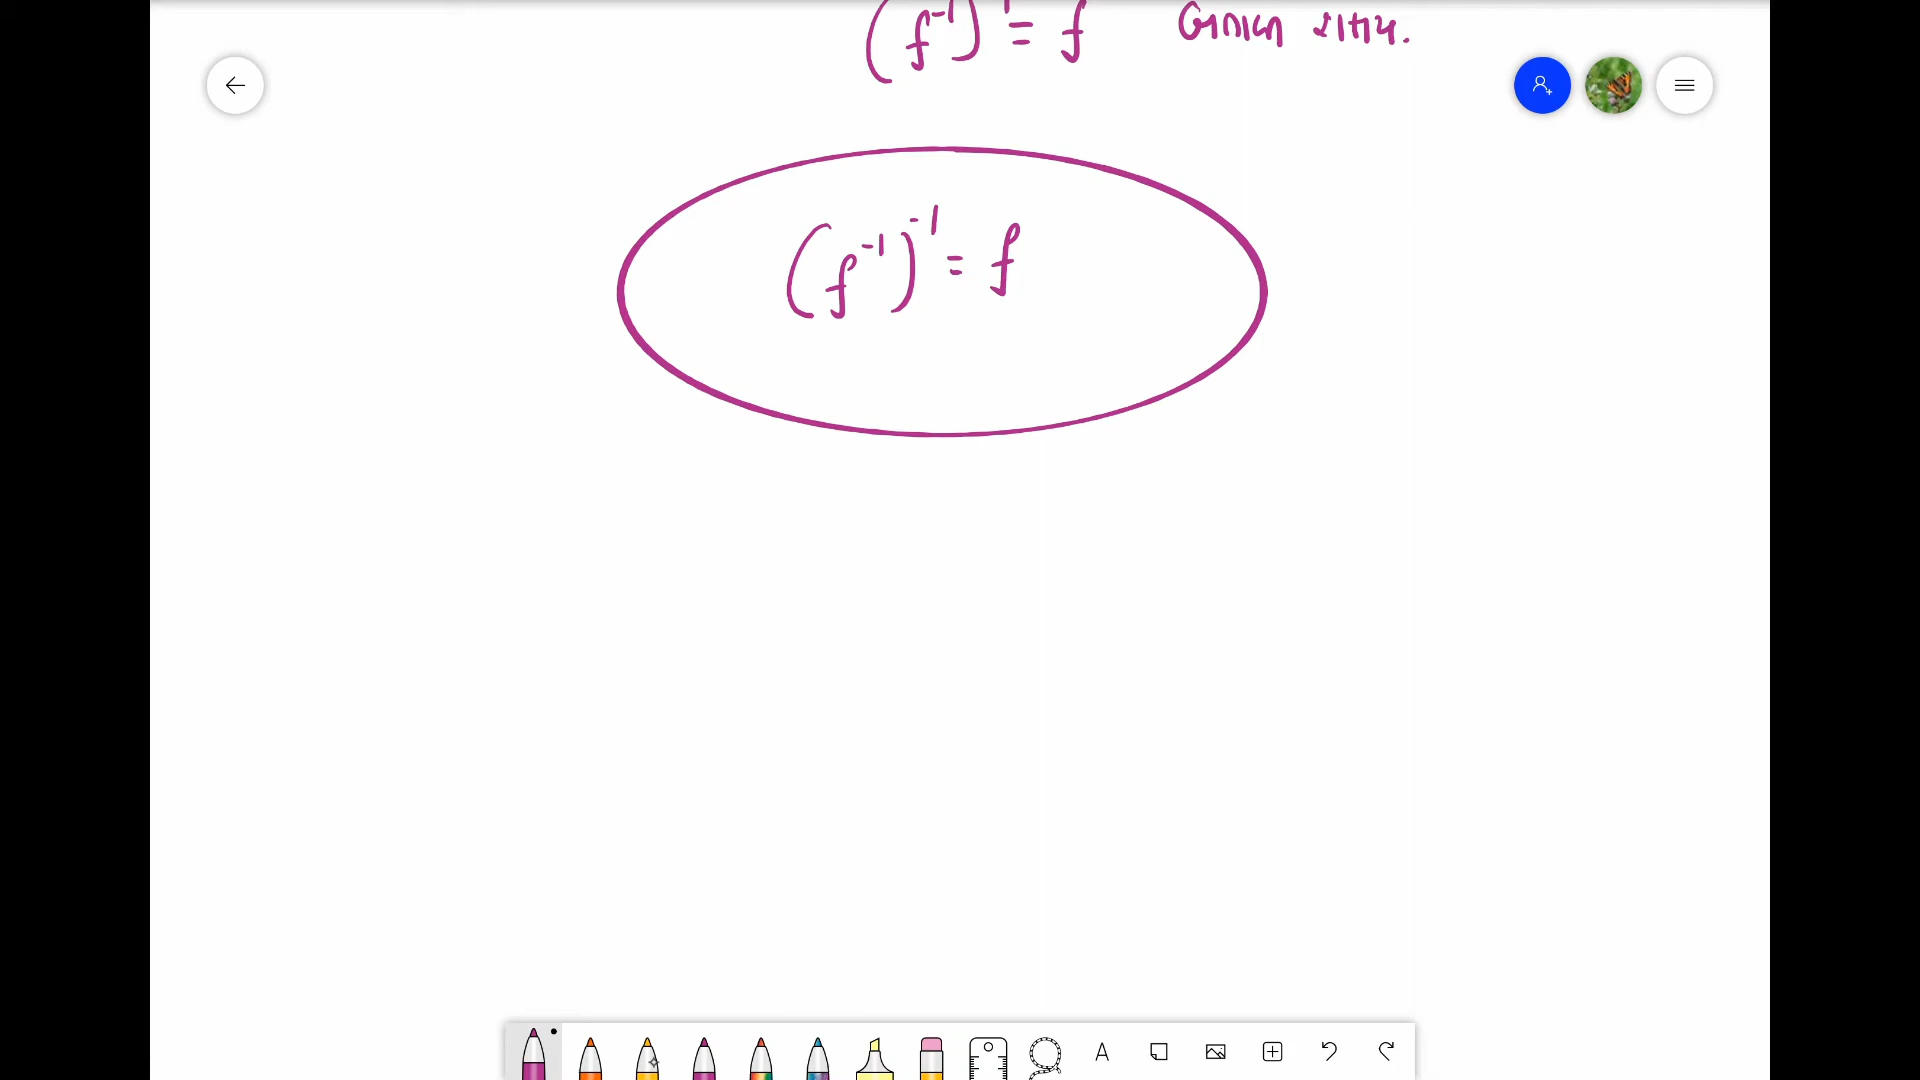 (f⁻¹)⁻¹ = f
(f⁻¹)⁻¹ = f